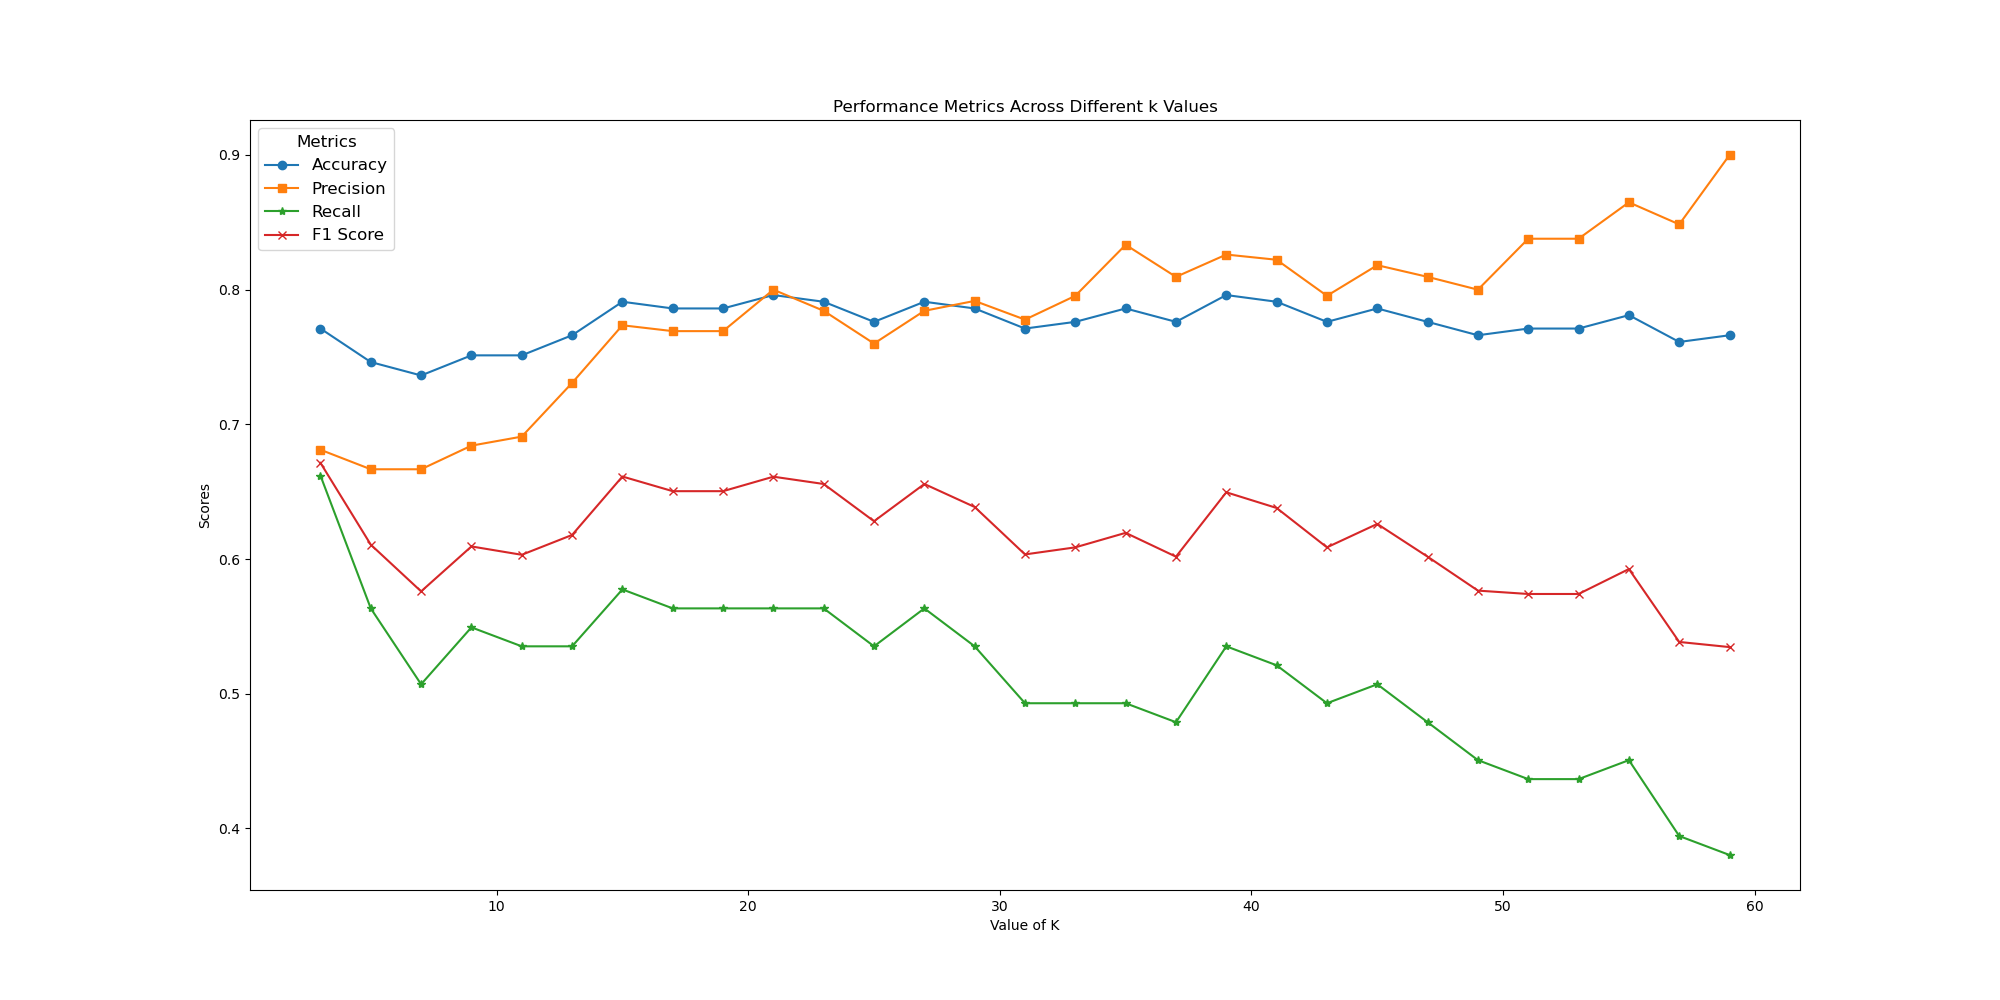 Performance Metrics Across Different k Values
Metrics
Accuracy
Precision
Recall
F1 Score
0.9
0.8
0.7
0.6
0.5
0.4
Scores
10 20 30 40 50 60
Value of K